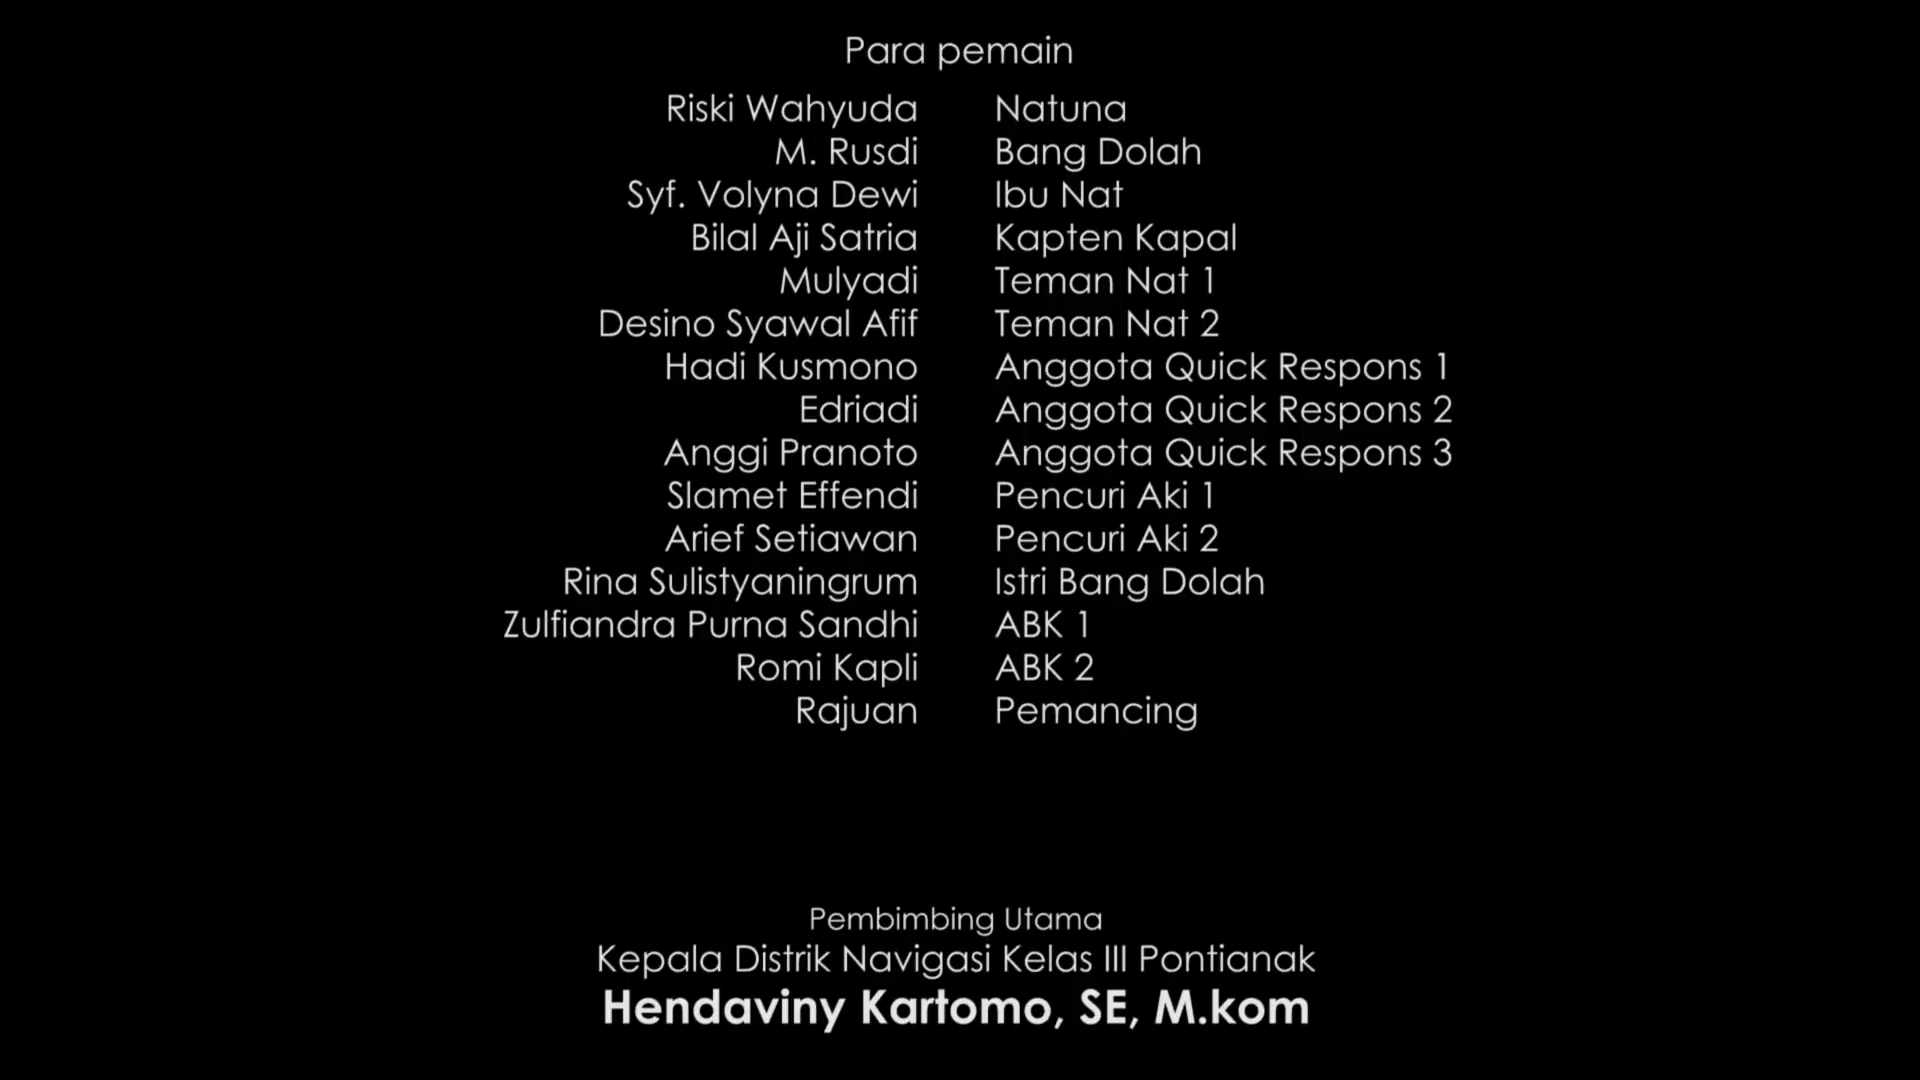 Para pemain
Riski Wahyuda Natuna
M. Rusdi Bang Dolah
Syf. Volyna Dewi Ibu Nat
Bilal Aji Satria Kapten Kapal
Mulyadi Teman Nat 1
Desino Syawal Afif Teman Nat 2
Hadi Kusmono Anggota Quick Respons 1
Edriadi Anggota Quick Respons 2
Anggi Pranoto Anggota Quick Respons 3
Slamet Effendi Pencuri Aki 1
Arief Setiawan Pencuri Aki 2
Rina Sulistyaningrum Istri Bang Dolah
Zulfiandra Purna Sandhi ABK 1
Romi Kapli ABK 2
Rajuan Pemancing
Pembimbing Utama
Kepala Distrik Navigasi Kelas III Pontianak
Hendaviny Kartomo, SE, M.kom